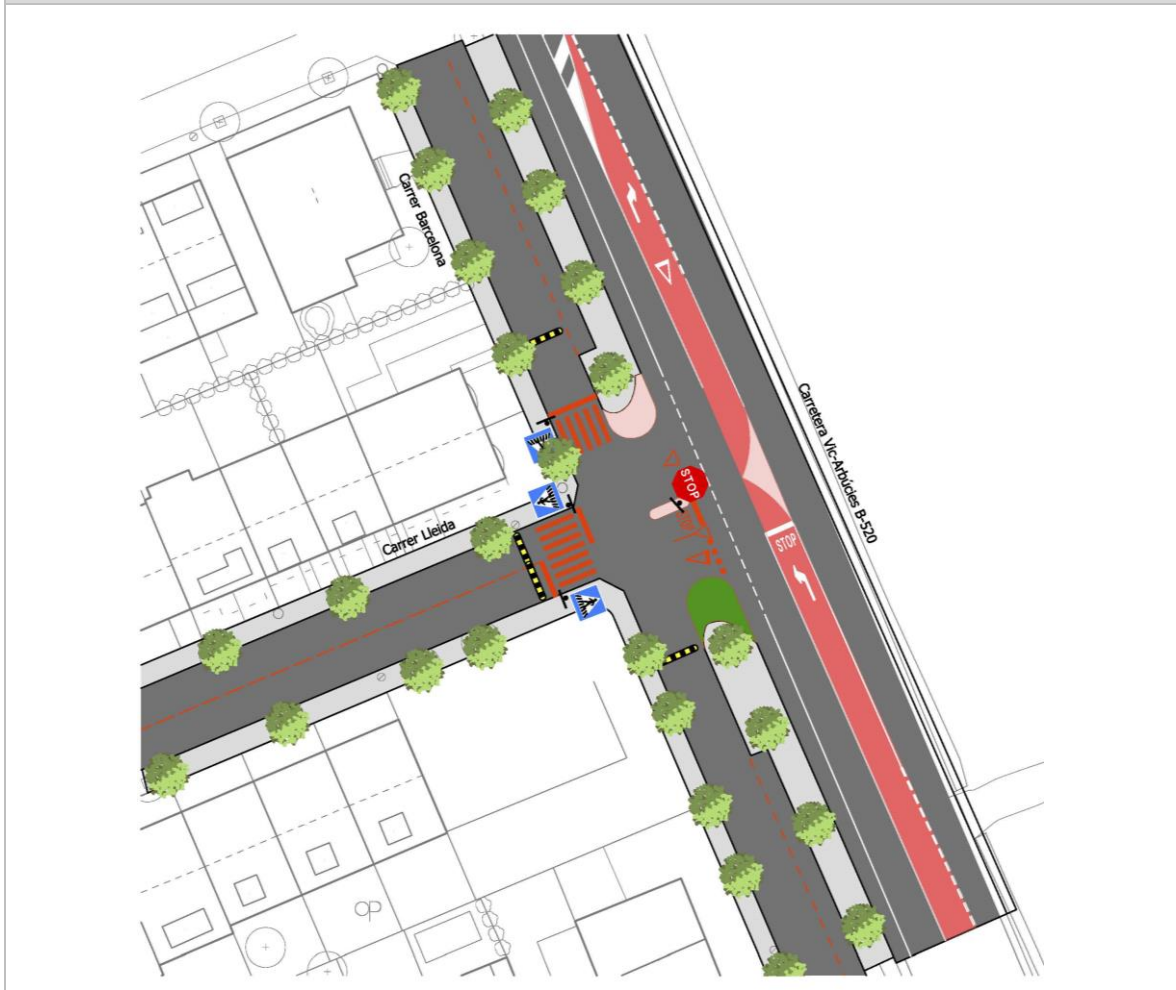 Carrer Barcelona
Carretera Vic-Arbúcies B-520
STOP
STOP
Carrer Lleida